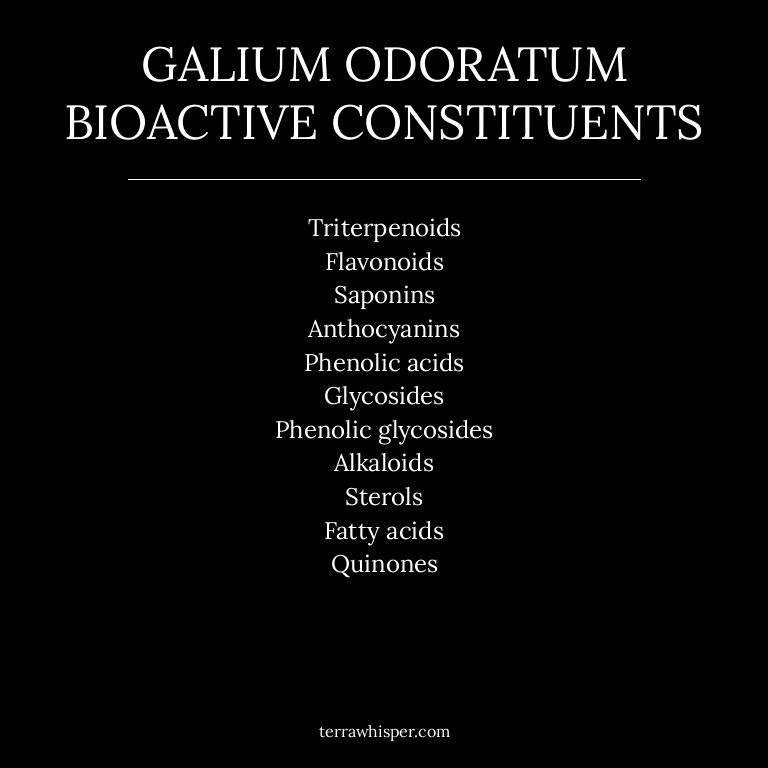 GALIUM ODORATUM
BIOACTIVE CONSTITUENTS
Triterpenoids
Flavonoids
Saponins
Anthocyanins
Phenolic acids
Glycosides
Phenolic glycosides
Alkaloids
Sterols
Fatty acids
Quinones
terrawhisper.com